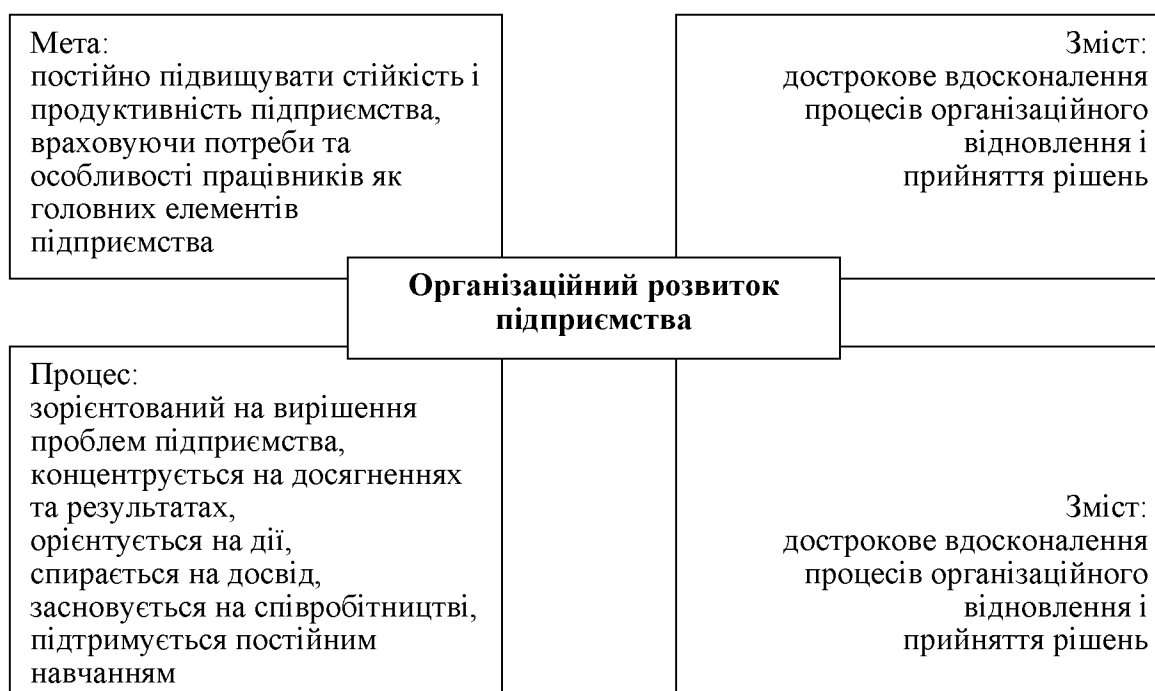 Мета:
постійно підвищувати стійкість і
продуктивність підприємства,
враховуючи потреби та
особливості працівників як
головних елементів
підприємства
Зміст:
дострокове вдосконалення
процесів організаційного
відновлення і
прийняття рішень
Організаційний розвиток
підприємства
Процес:
зорієнтований на вирішення
проблем підприємства,
концентрується на досягненнях
та результатах,
орієнтується на дії,
спирається на досвід,
засновується на співробітництві,
підтримується постійним
навчанням
Зміст:
дострокове вдосконалення
процесів організаційного
відновлення і
прийняття рішень